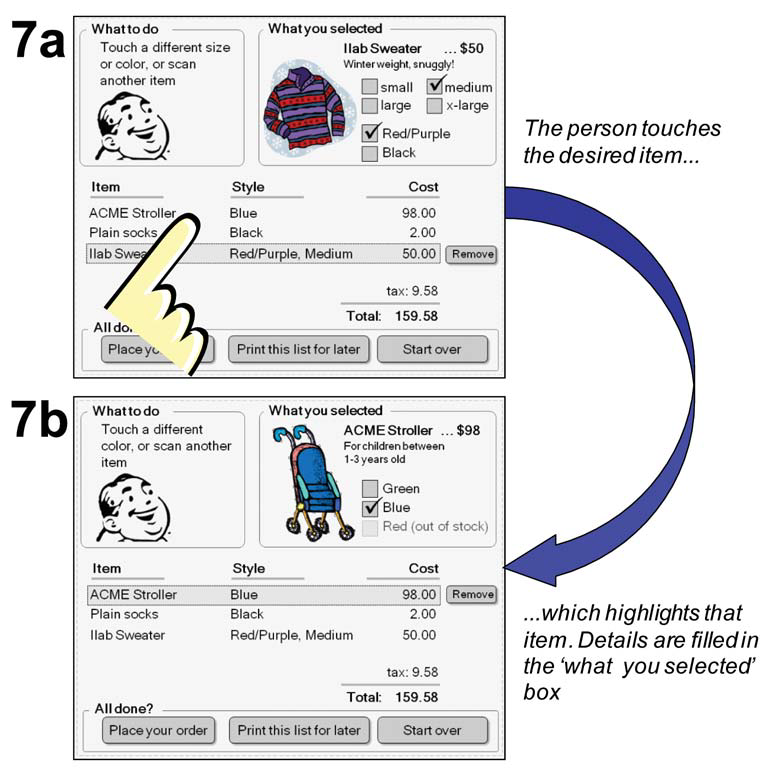 7a
What to do
Touch a different size
or color, or scan
another item
What you selected
Ilab Sweater ... $50
Winter weight, snuggly!
small medium
large x-large
Red/Purple
Black
The person touches
the desired item...
Item Style Cost
ACME Stroller Blue 98.00
Plain socks Black 2.00
Ilab Swea Red/Purple, Medium 50.00 Remove
tax: 9.58
Total: 159.58
All do
Place yo Print this list for later Start over
7b
What to do
Touch a different
color, or scan another
item
What you selected
ACME Stroller ... $98
For children between
1-3 years old
Green
Blue
Red (out of stock)
Item Style Cost
ACME Stroller Blue 98.00 Remove
Plain socks Black 2.00
Ilab Sweater Red/Purple, Medium 50.00
tax: 9.58
Total: 159.58
All done?
Place your order Print this list for later Start over
...which highlights that
item. Details are filled in
the ‘what you selected’
box